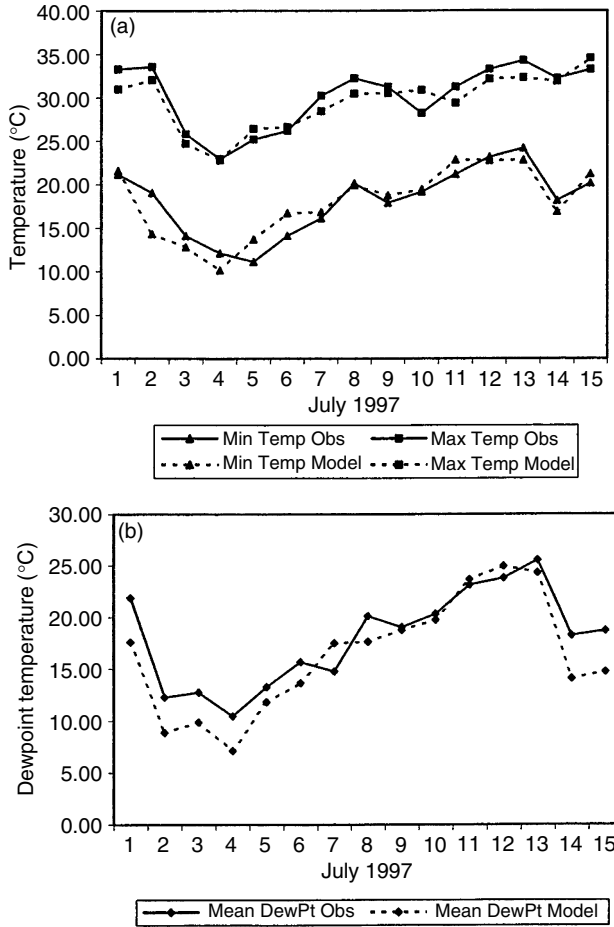 (a)
40.00
35.00
30.00
25.00
20.00
15.00
10.00
5.00
0.00
Temperature (°C)
1 2 3 4 5 6 7 8 9 10 11 12 13 14 15
July 1997
Min Temp Obs Max Temp Obs
Min Temp Model Max Temp Model
(b)
30.00
25.00
20.00
15.00
10.00
5.00
0.00
Dewpoint temperature (°C)
1 2 3 4 5 6 7 8 9 10 11 12 13 14 15
July 1997
Mean DewPt Obs Mean DewPt Model